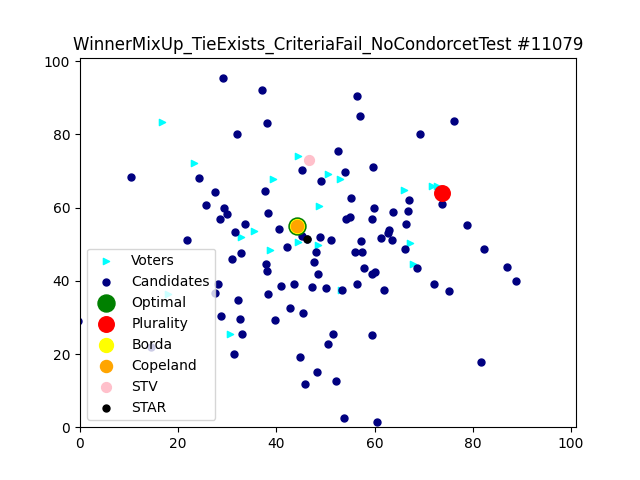 WinnerMixUp_TieExists_CriteriaFail_NoCondorcetTest #11079
100
80
60
40
20
0
Voters
Candidates
Optimal
Plurality
Borda
Copeland
STV
STAR
0 20 40 60 80 100